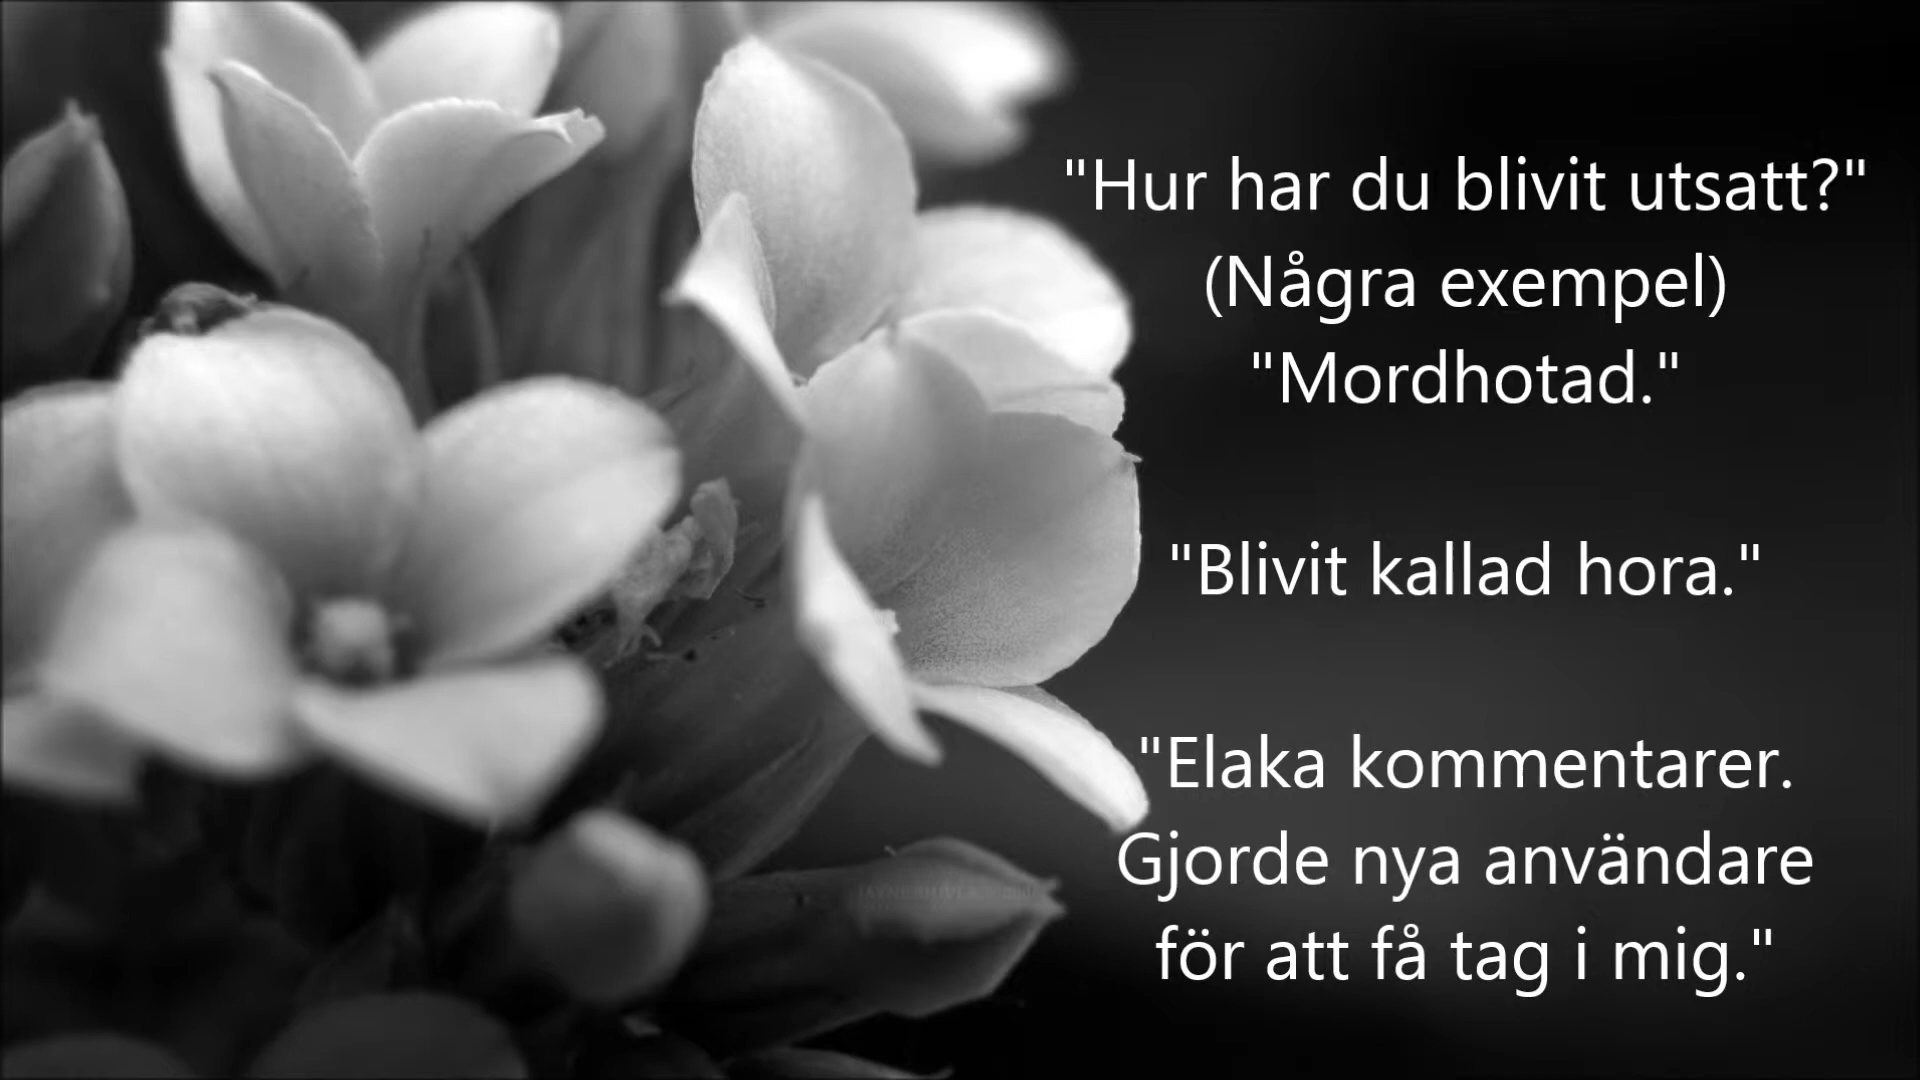 "Hur har du blivit utsatt?"
(Några exempel)
"Mordhotad."
"Blivit kallad hora."
"Elaka kommentarer.
Gjorde nya användare
för att få tag i mig."